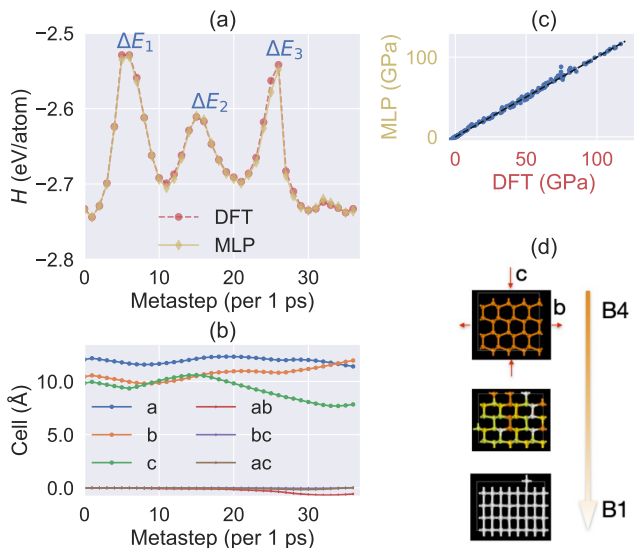 (a)
ΔE1
ΔE2
ΔE3
H (eV/atom)
−2.5
−2.6
−2.7
−2.8
DFT
MLP
0 10 20 30
Metastep (per 1 ps)
(b)
Cell (Å)
10.0
5.0
0.0
a ab
b bc
c ac
0 10 20 30
Metastep (per 1 ps)
(c)
MLP (GPa)
100
0
0 50 100
DFT (GPa)
(d)
c
b
B4
B1